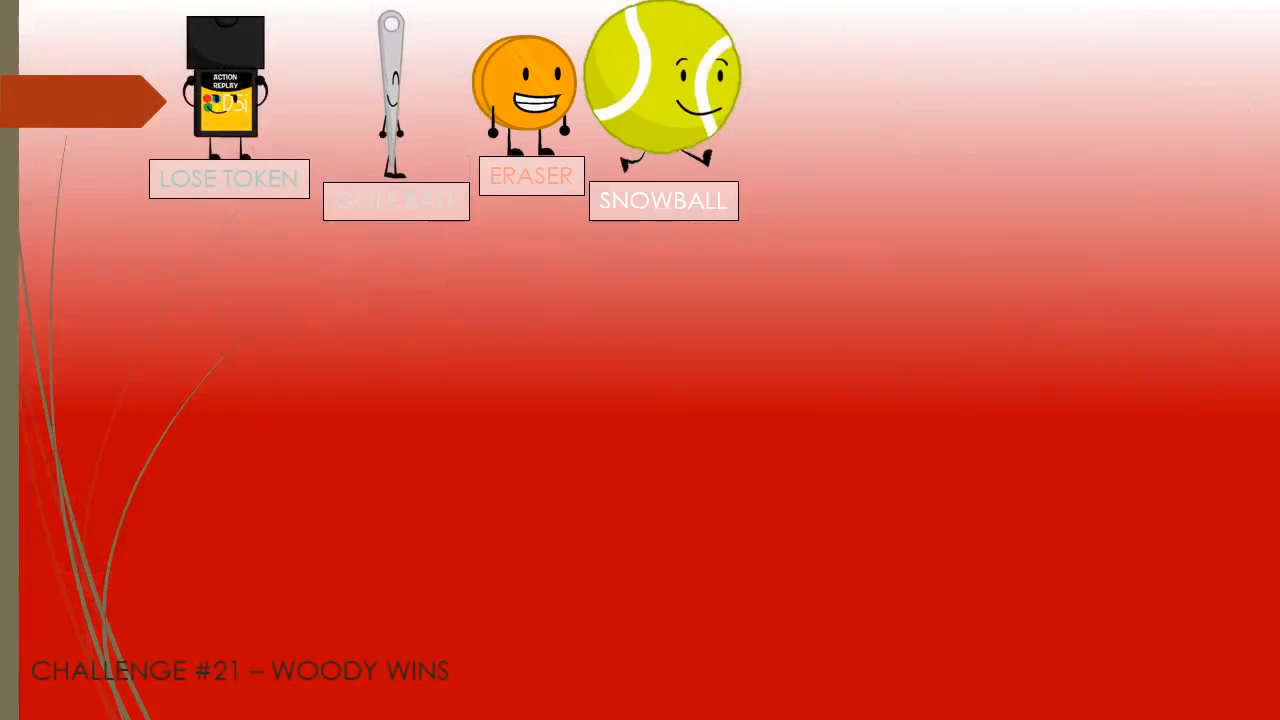 ACTION
REPLAY
DSi
LOSE TOKEN
GOLF BALL
ERASER
SNOWBALL
CHALLENGE #21 – WOODY WINS